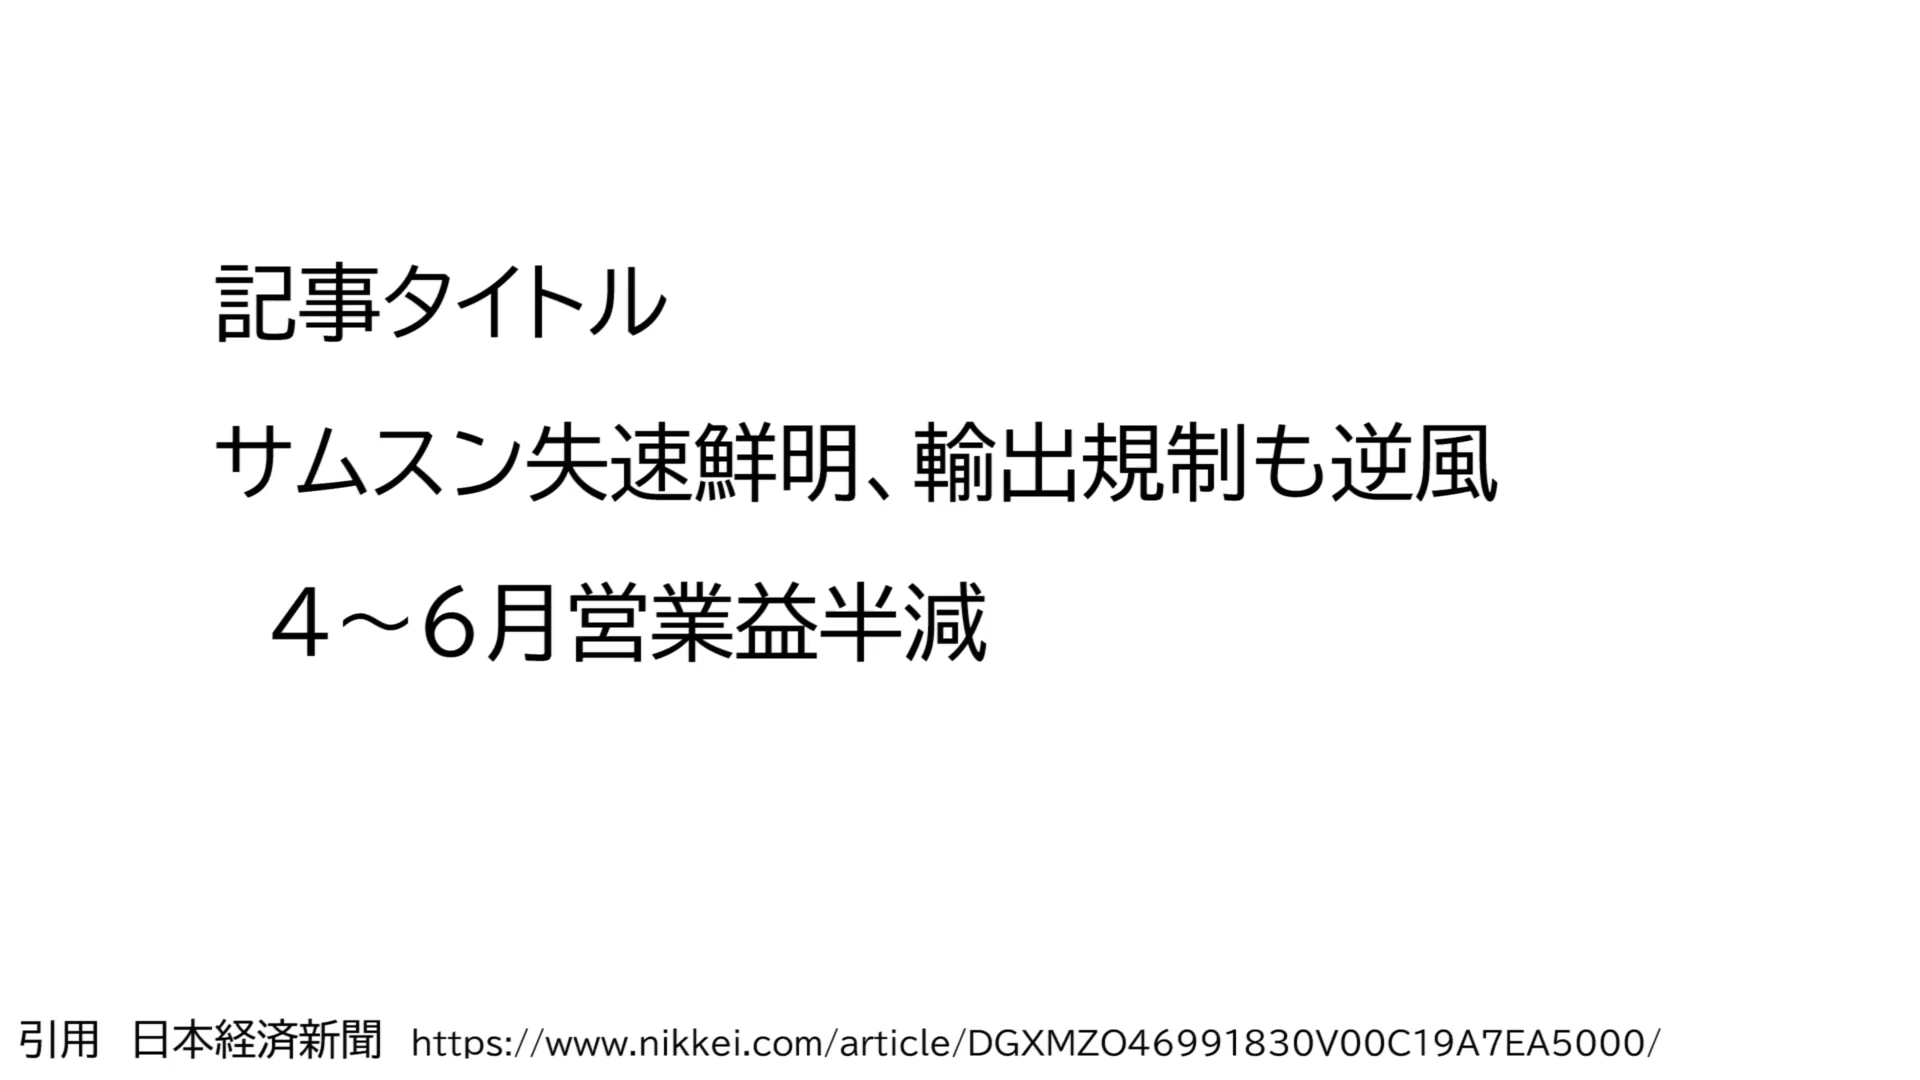 記事タイトル
サムスン失速鮮明、輸出規制も逆風
４～６月営業益半減
引用　日本経済新聞　https://www.nikkei.com/article/DGXMZO46991830V00C19A7EA5000/